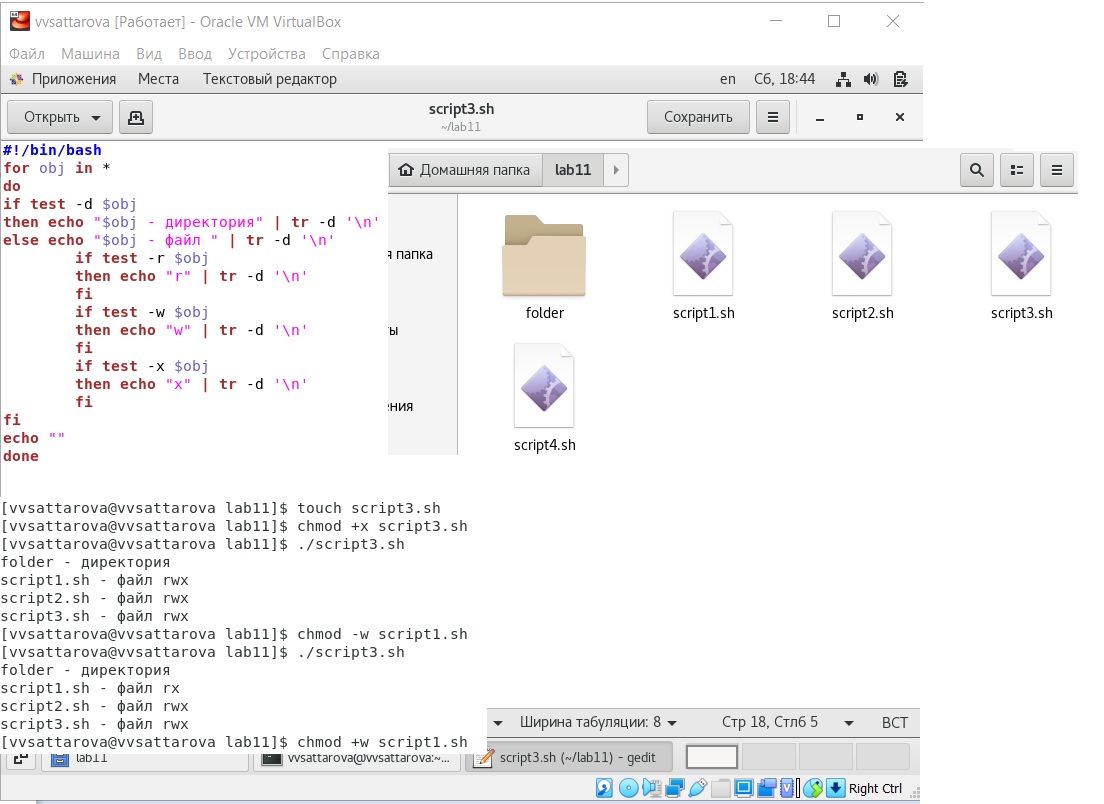 vvsattarova [Работает] - Oracle VM VirtualBox
Файл Машина Вид Ввод Устройства Справка
Приложения Места Текстовый редактор en Сб, 18:44
Открыть script3.sh Сохранить
~/lab11
#!/bin/bash
for obj in *
do
if test -d $obj
then echo "$obj - директория" | tr -d '\n'
else echo "$obj - файл " | tr -d '\n'
if test -r $obj
then echo "r" | tr -d '\n'
fi
if test -w $obj
then echo "w" | tr -d '\n'
fi
if test -x $obj
then echo "x" | tr -d '\n'
fi
fi
echo ""
done
Домашняя папка lab11
я папка
ты
ения
folder script1.sh script2.sh script3.sh
script4.sh
[vvsattarova@vvsattarova lab11]$ touch script3.sh
[vvsattarova@vvsattarova lab11]$ chmod +x script3.sh
[vvsattarova@vvsattarova lab11]$ ./script3.sh
folder - директория
script1.sh - файл rwx
script2.sh - файл rwx
script3.sh - файл rwx
[vvsattarova@vvsattarova lab11]$ chmod -w script1.sh
[vvsattarova@vvsattarova lab11]$ ./script3.sh
folder - директория
script1.sh - файл rx
script2.sh - файл rwx
script3.sh - файл rwx
[vvsattarova@vvsattarova lab11]$ chmod +w script1.sh
Ширина табуляции: 8 Стр 18, Стлб 5 ВСТ
lab11 vvsattarova@vvsattarova:~... script3.sh (~/lab11) - gedit
Right Ctrl